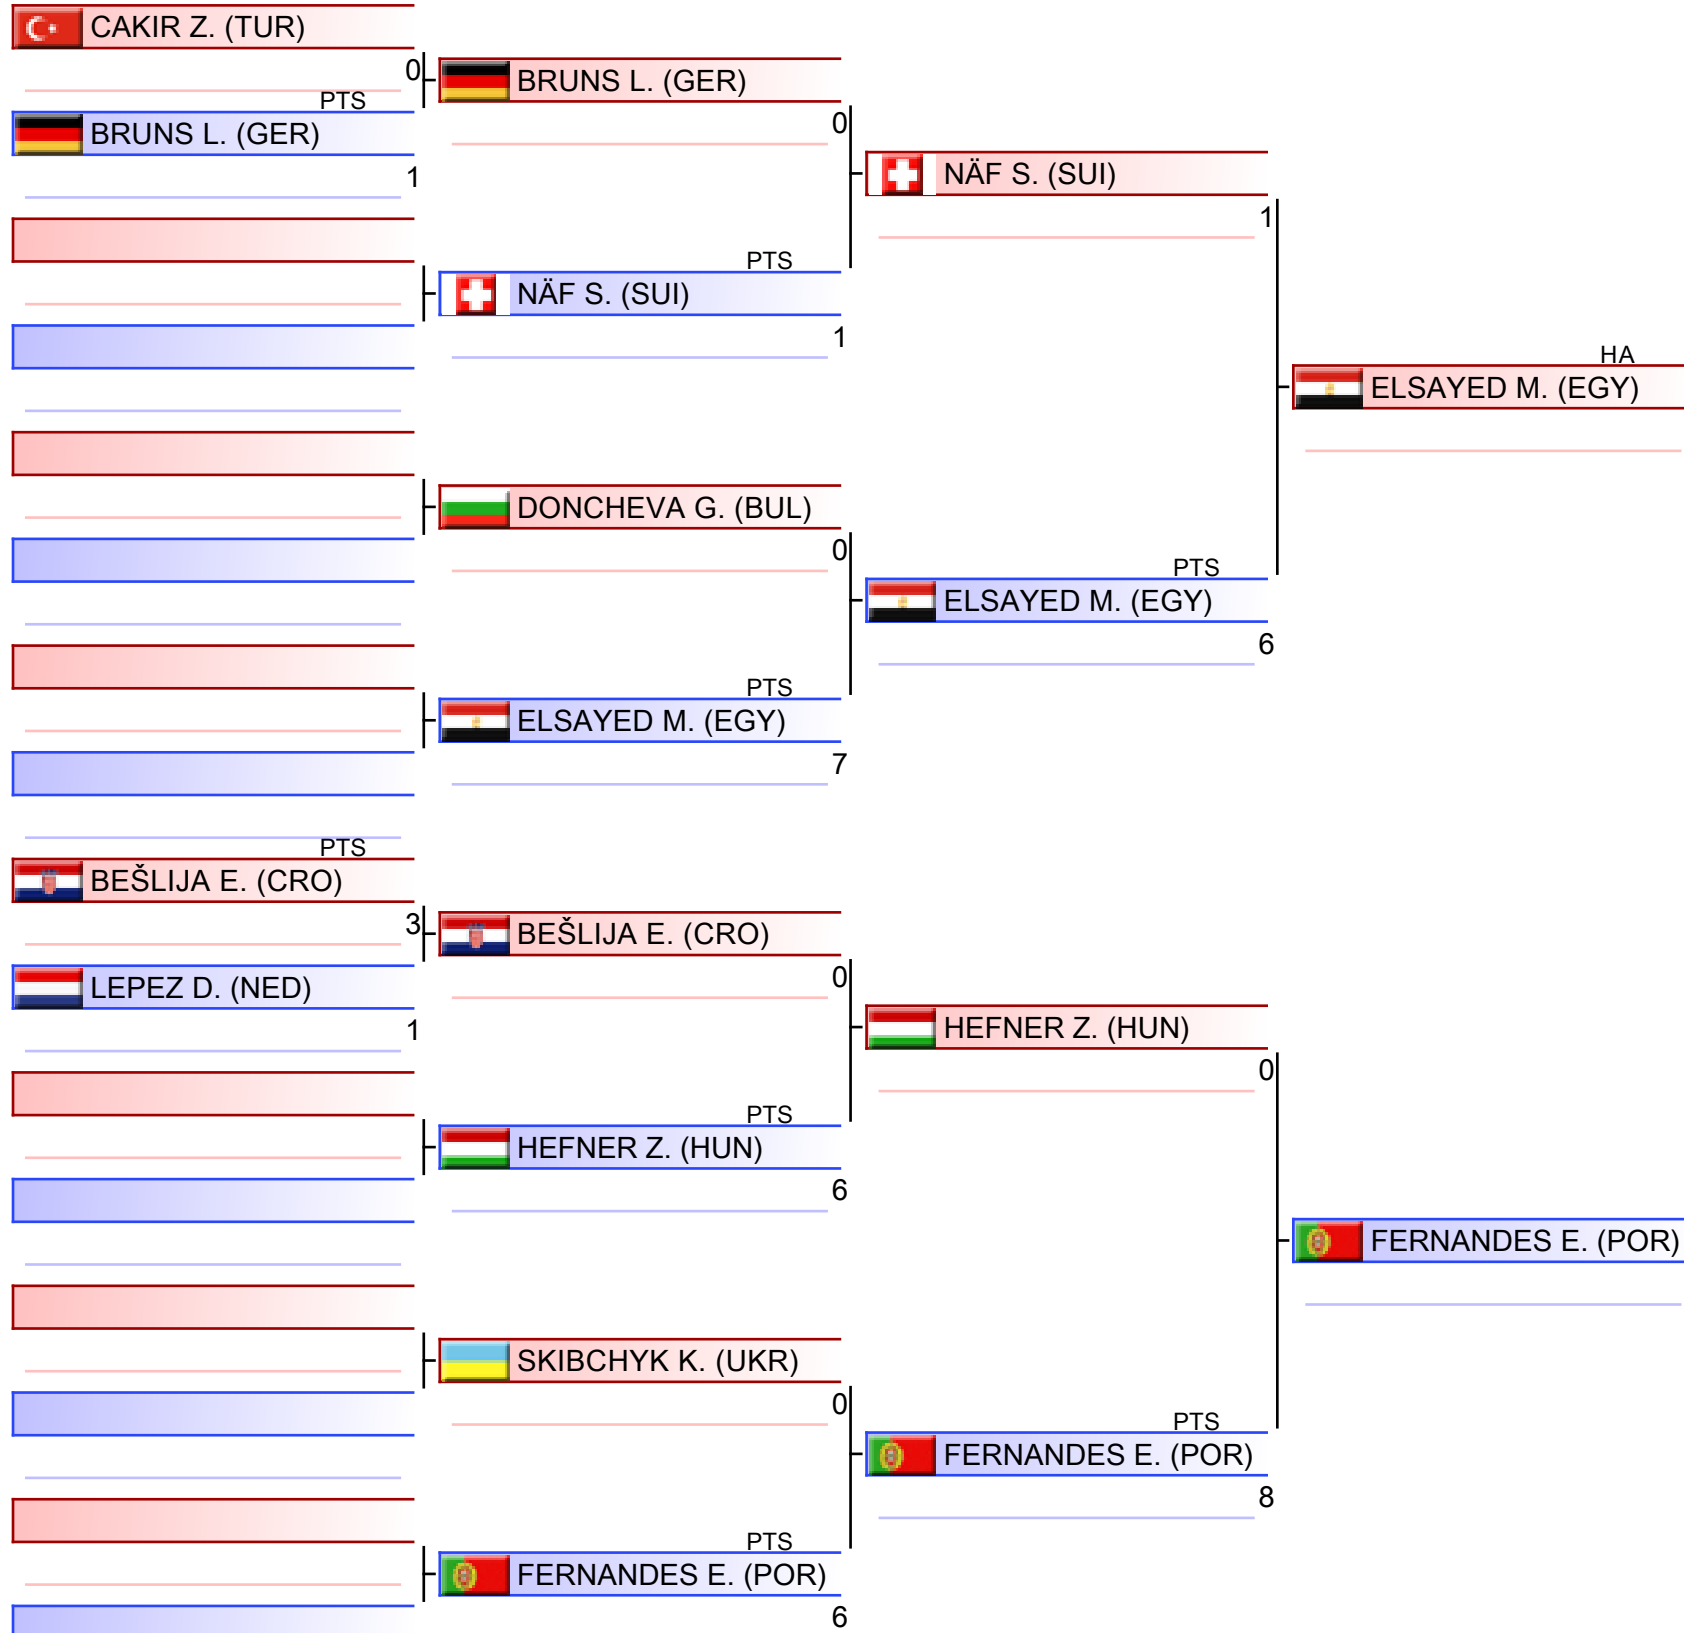 CAKIR Z. (TUR)
0
PTS
BRUNS L. (GER)
1
BRUNS L. (GER)
0
PTS
NÄF S. (SUI)
1
NÄF S. (SUI)
1
DONCHEVA G. (BUL)
0
PTS
ELSAYED M. (EGY)
7
PTS
ELSAYED M. (EGY)
6
HA
ELSAYED M. (EGY)
PTS
BEŠLIJA E. (CRO)
3
LEPEZ D. (NED)
1
BEŠLIJA E. (CRO)
0
PTS
HEFNER Z. (HUN)
6
HEFNER Z. (HUN)
0
SKIBCHYK K. (UKR)
0
PTS
FERNANDES E. (POR)
6
PTS
FERNANDES E. (POR)
8
FERNANDES E. (POR)